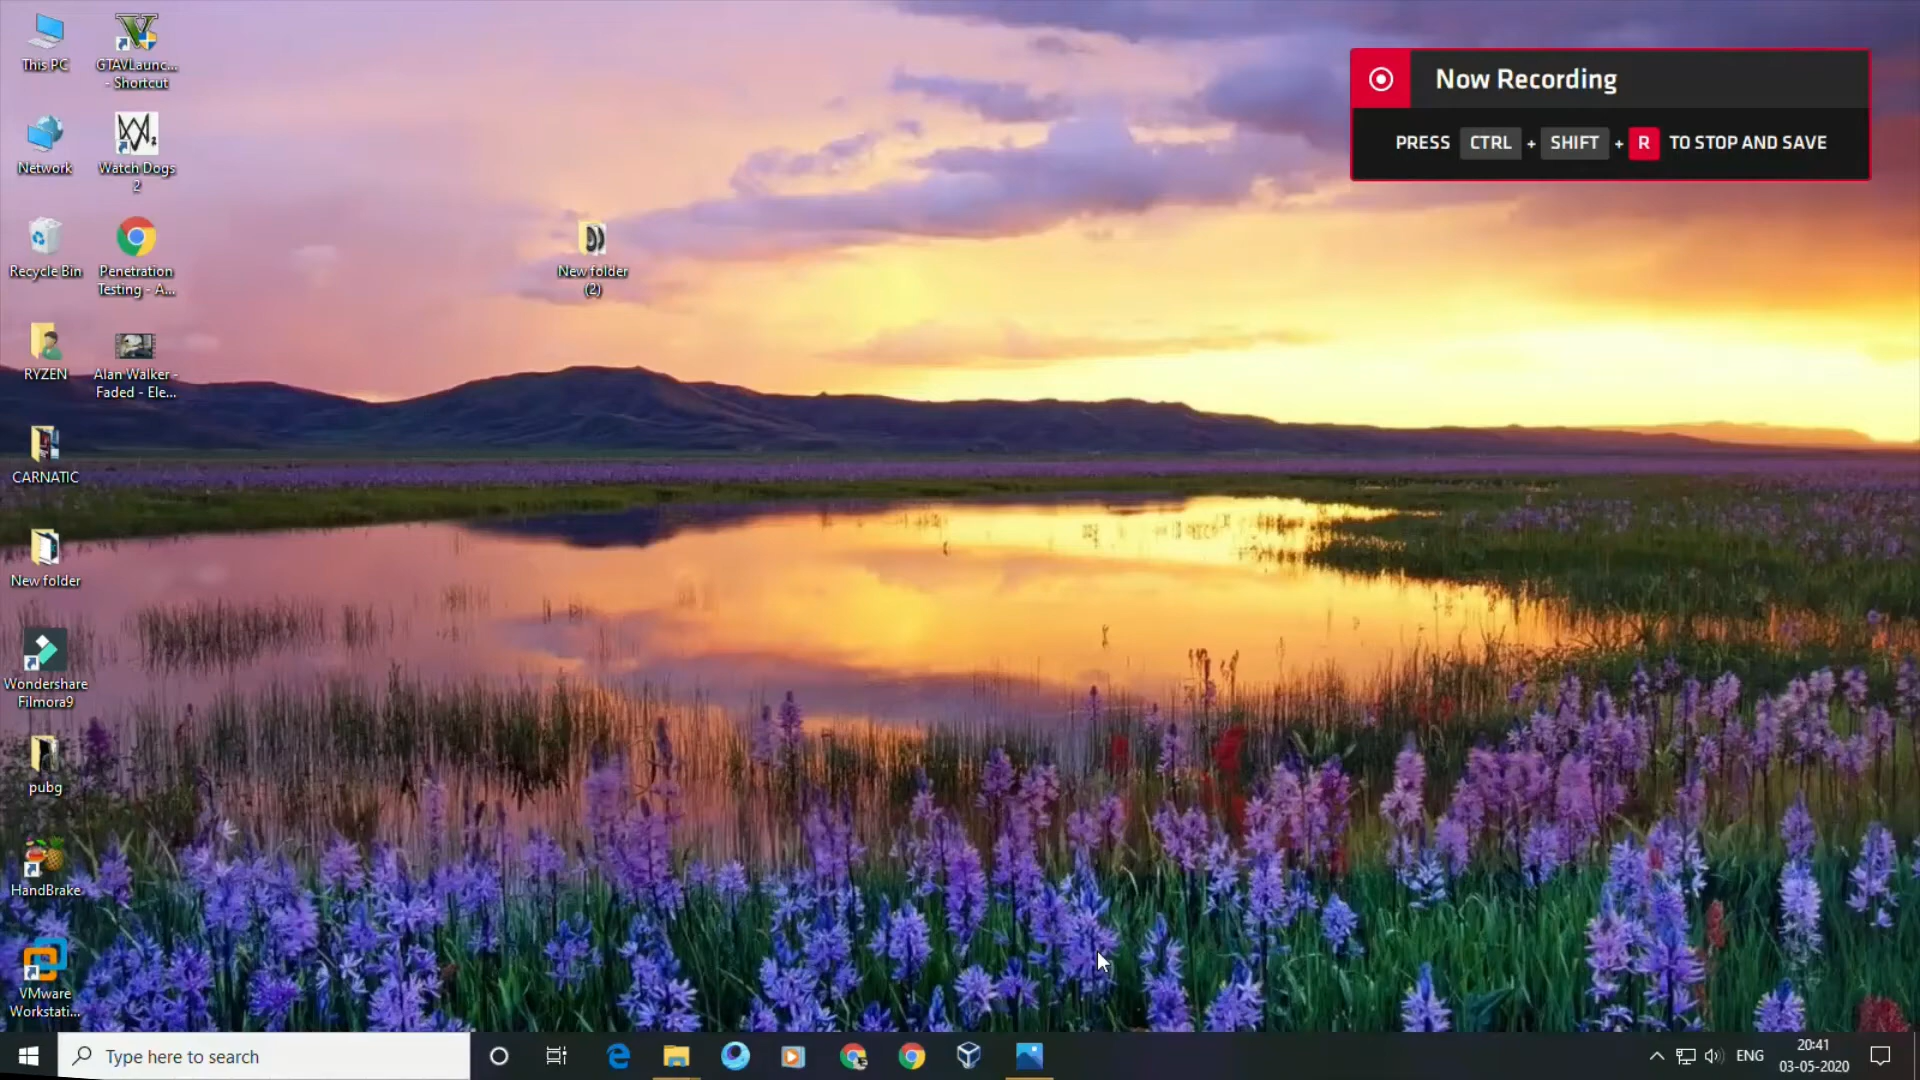 This PC
GTAVLaunc...
- Shortcut
Network
Watch Dogs
2
Recycle Bin
Penetration
Testing - A...
RYZEN
Alan Walker -
Faded - Ele...
CARNATIC
New folder
Wondershare
Filmora9
pubg
HandBrake
VMware
Workstati...
New folder
(2)
Now Recording
PRESS CTRL + SHIFT + R TO STOP AND SAVE
Type here to search
ENG
20:41
03-05-2020